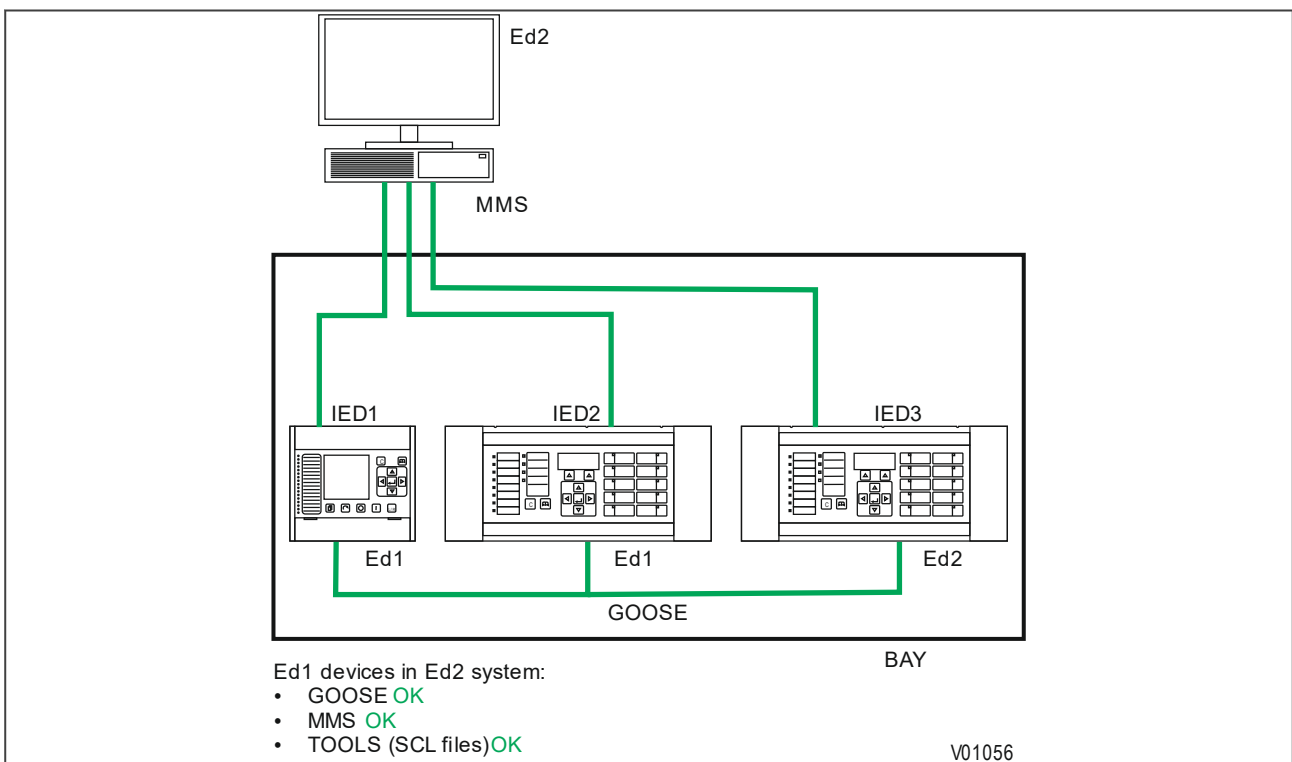 Ed2
MMS
IED1
IED2
IED3
Ed1
Ed1
Ed2
GOOSE
BAY
Ed1 devices in Ed2 system:
• GOOSE OK
• MMS OK
• TOOLS (SCL files)OK
V01056